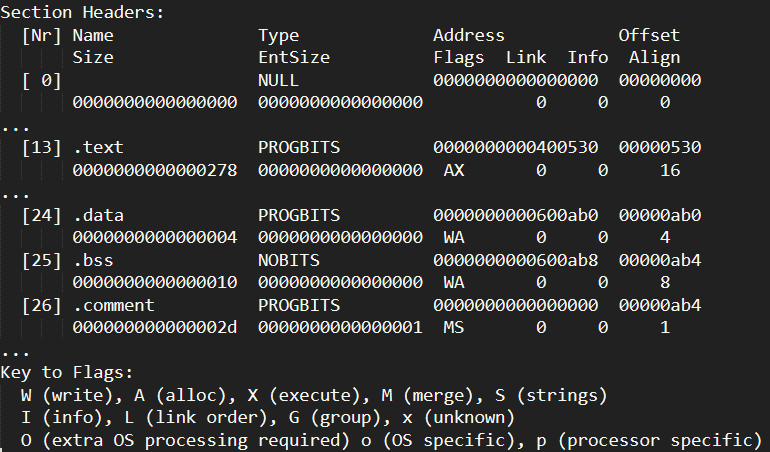 Section Headers:
[Nr] Name Type Address Offset
Size EntSize Flags Link Info Align
[ 0] NULL 0000000000000000 00000000
0000000000000000 0000000000000000 0 0 0
...
[13] .text PROGBITS 0000000000400530 00000530
0000000000000278 0000000000000000 AX 0 0 16
...
[24] .data PROGBITS 0000000000600ab0 00000ab0
0000000000000004 0000000000000000 WA 0 0 4
[25] .bss NOBITS 0000000000600ab8 00000ab4
0000000000000010 0000000000000000 WA 0 0 8
[26] .comment PROGBITS 0000000000000000 00000ab4
000000000000002d 0000000000000001 MS 0 0 1
...
Key to Flags:
W (write), A (alloc), X (execute), M (merge), S (strings)
I (info), L (link order), G (group), x (unknown)
O (extra OS processing required) o (OS specific), p (processor specific)